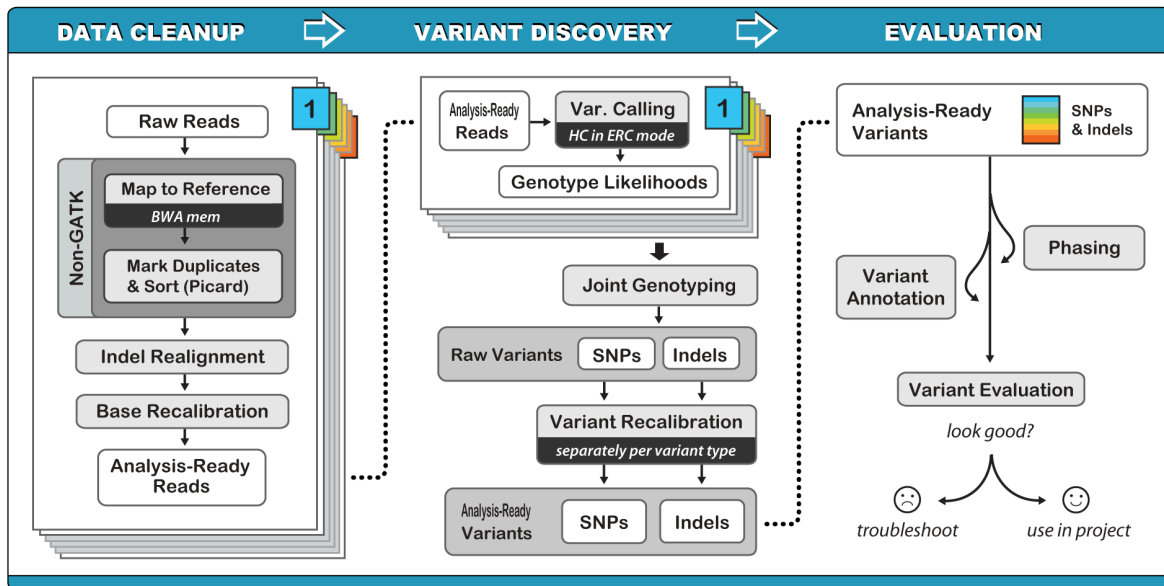 DATA CLEANUP
VARIANT DISCOVERY
EVALUATION
1
Raw Reads
Non-GATK
Map to Reference
BWA mem
Mark Duplicates
& Sort (Picard)
Indel Realignment
Base Recalibration
Analysis-Ready
Reads
1
Analysis-Ready
Reads
Var. Calling
HC in ERC mode
Genotype Likelihoods
Joint Genotyping
Raw Variants
SNPs
Indels
Variant Recalibration
separately per variant type
Analysis-Ready
Variants
SNPs
Indels
Analysis-Ready
Variants
SNPs
& Indels
Phasing
Variant
Annotation
Variant Evaluation
look good?
troubleshoot
use in project